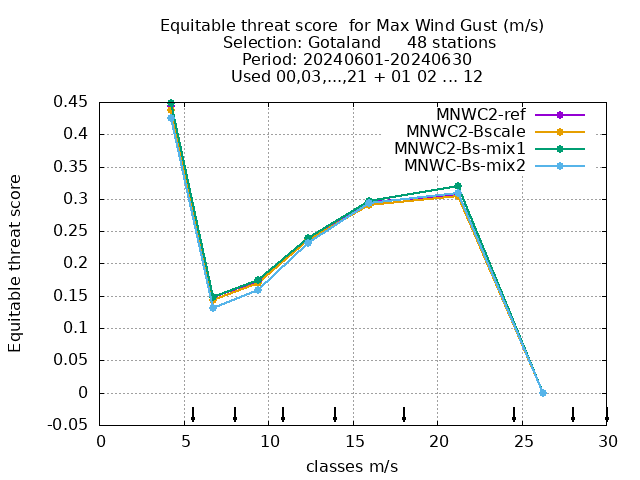 Equitable threat score  for Max Wind Gust (m/s)
Selection: Gotaland     48 stations
Period: 20240601-20240630
Used 00,03,...,21 + 01 02 ... 12
MNWC2-ref
MNWC2-Bscale
MNWC2-Bs-mix1
MNWC-Bs-mix2
Equitable threat score
0.45
0.4
0.35
0.3
0.25
0.2
0.15
0.1
0.05
0
-0.05
0 5 10 15 20 25 30
classes m/s